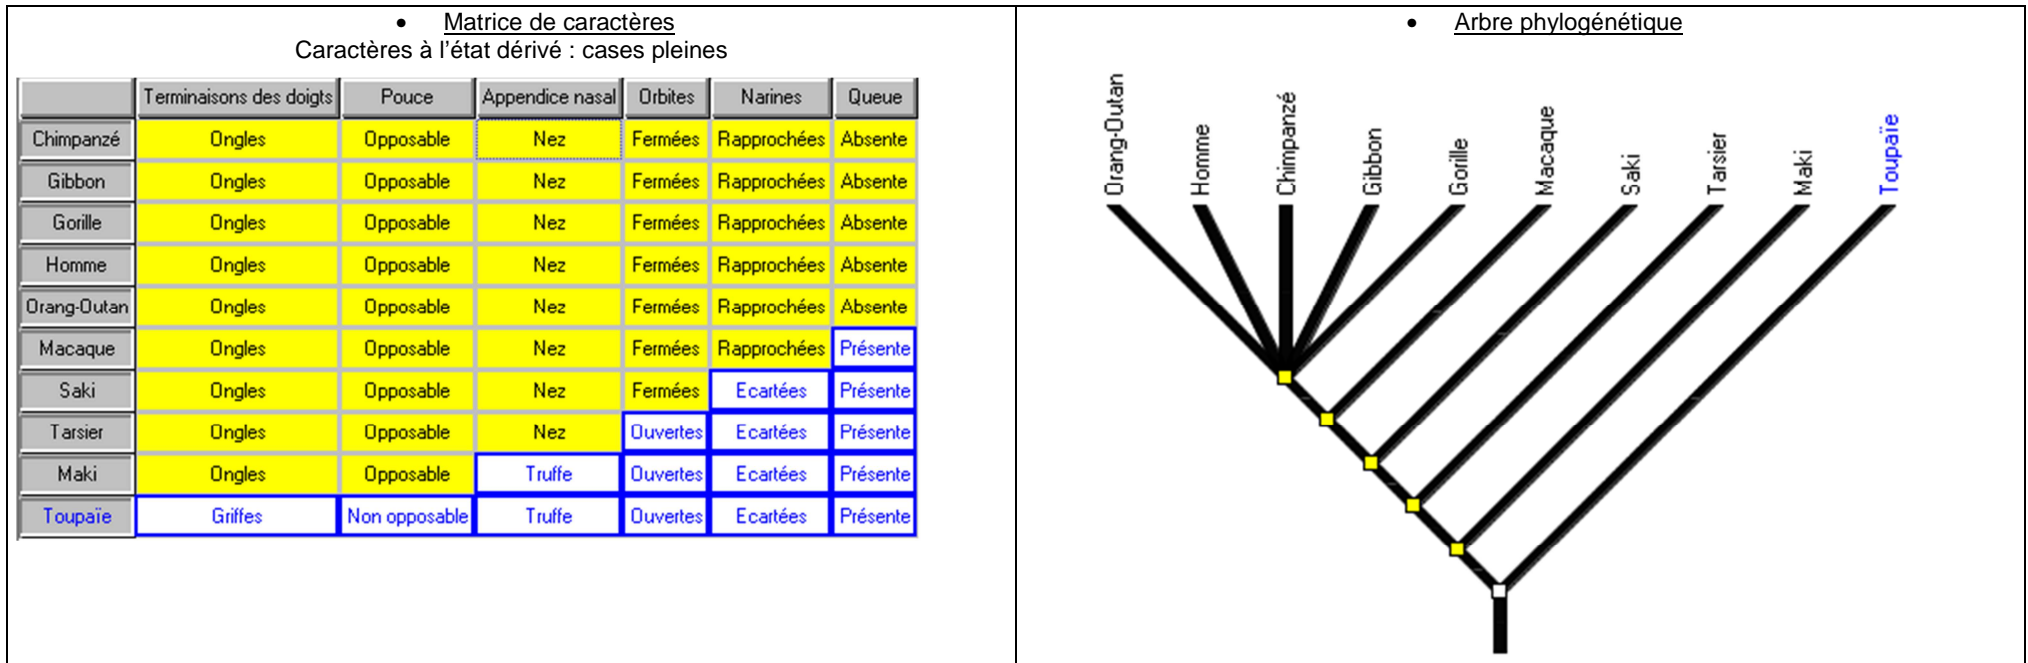 • Matrice de caractères
Caractères à l'état dérivé : cases pleines
Terminaisons des doigts Pouce Appendice nasal Orbites Narines Queue
Chimpanzé Ongles Opposable Nez Fermées Rapprochées Absente
Gibbon Ongles Opposable Nez Fermées Rapprochées Absente
Gorille Ongles Opposable Nez Fermées Rapprochées Absente
Homme Ongles Opposable Nez Fermées Rapprochées Absente
Orang-Outan Ongles Opposable Nez Fermées Rapprochées Absente
Macaque Ongles Opposable Nez Fermées Rapprochées Présente
Saki Ongles Opposable Nez Fermées Ecartées Présente
Tarsier Ongles Opposable Nez Ouvertes Ecartées Présente
Maki Ongles Opposable Truffe Ouvertes Ecartées Présente
Toupaïe Griffes Non opposable Truffe Ouvertes Ecartées Présente
• Arbre phylogénétique
Orang-Outan
Homme
Chimpanzé
Gibbon
Gorille
Macaque
Saki
Tarsier
Maki
Toupaïe